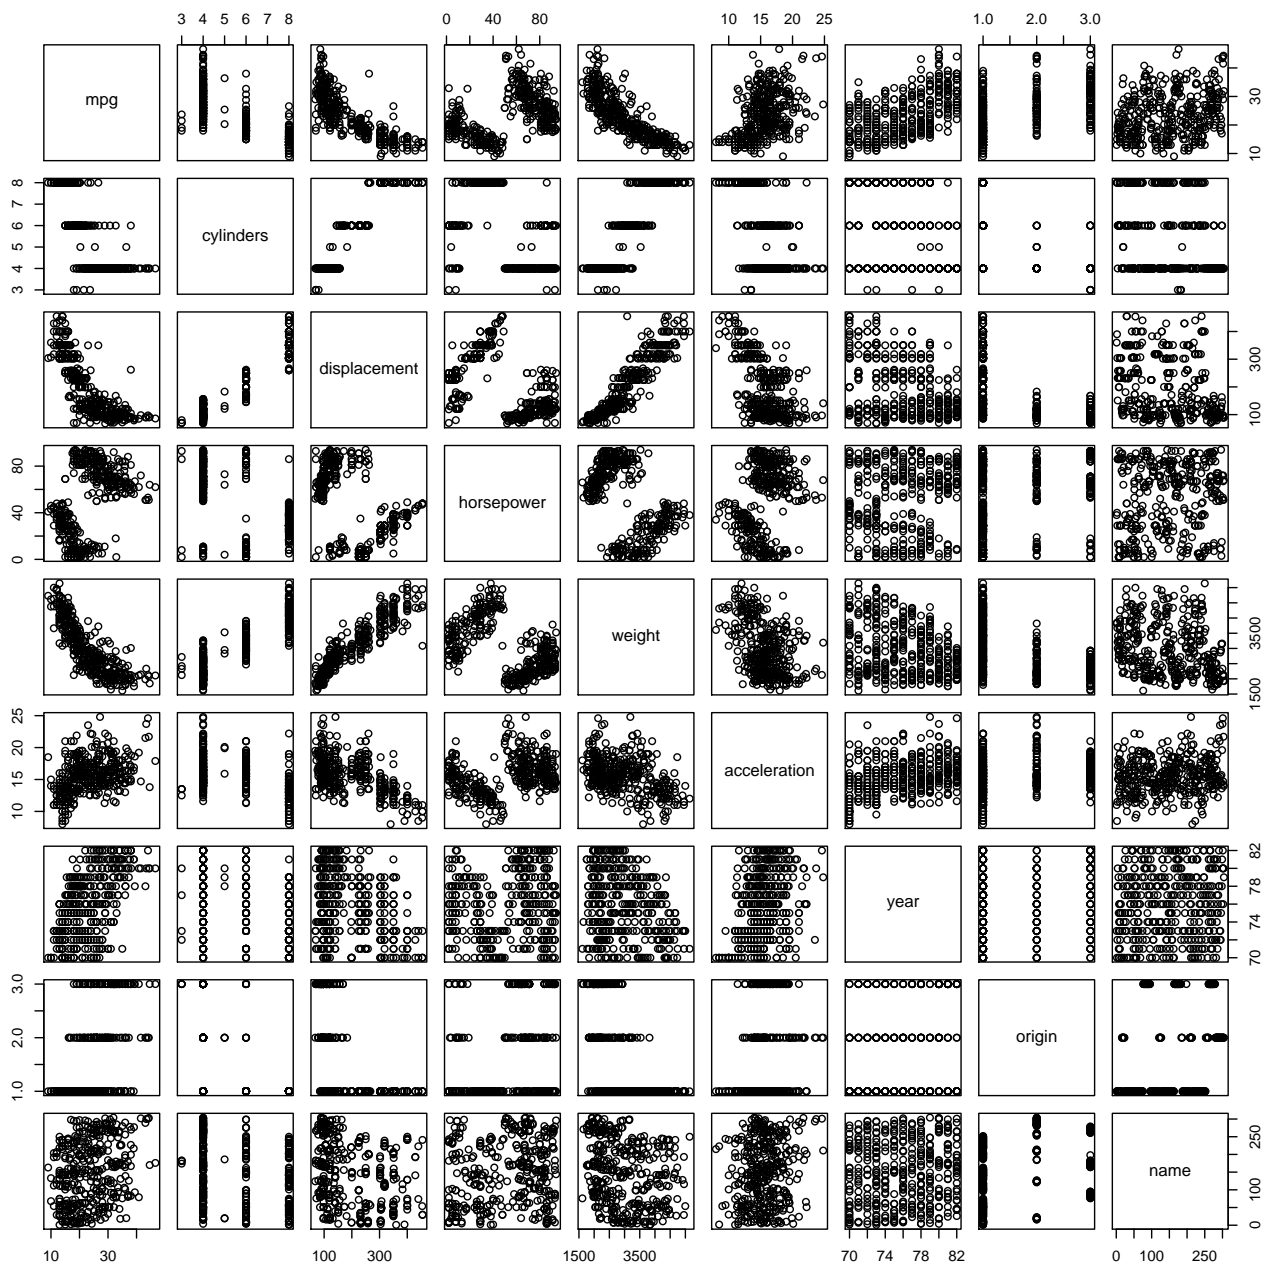 3 4 5 6 7 8 0 40 80 10 15 20 25 1.0 2.0 3.0
mpg
10 30
3 4 5 6 7 8
cylinders
displacement
100 300
0 40 80
horsepower
weight
1500 3500
10 15 20 25
acceleration
year
70 74 78 82
1.0 2.0 3.0
origin
name
0 100 250
10 30 100 300 1500 3500 70 74 78 82 0 100 250